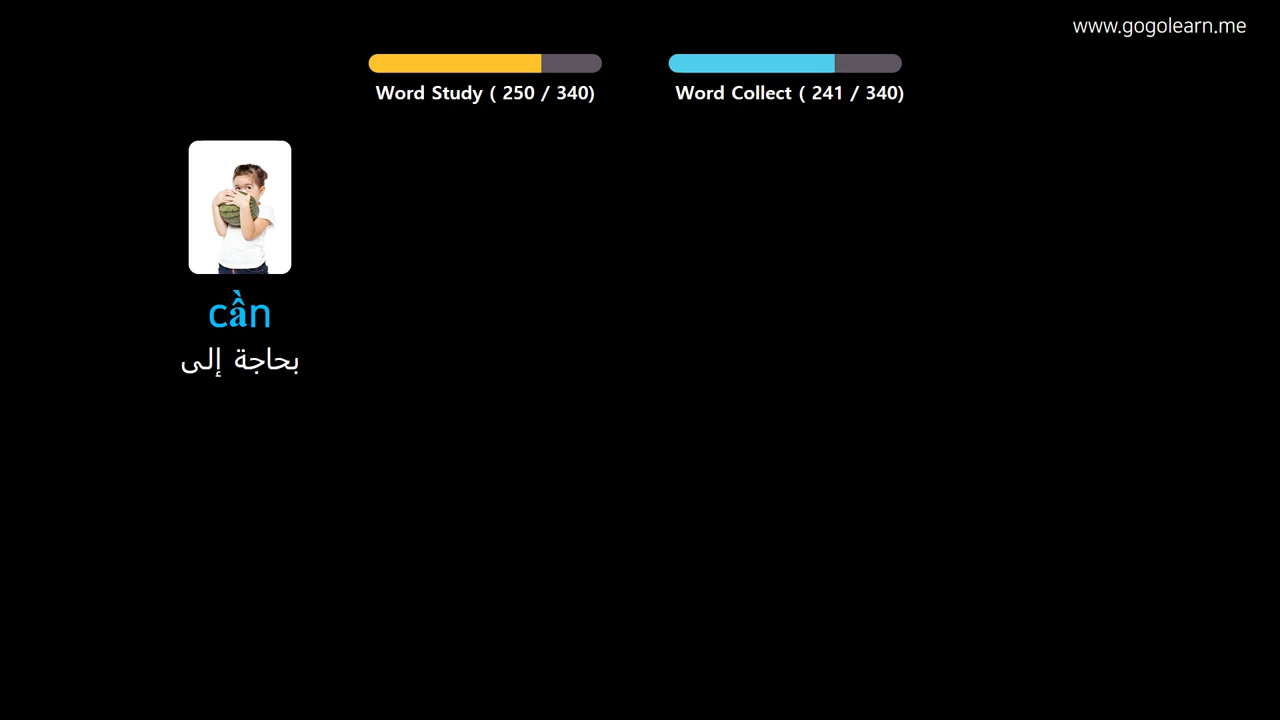 www.gogolearn.me
Word Study ( 250 / 340)
Word Collect ( 241 / 340)
cần
بحاجة إلى